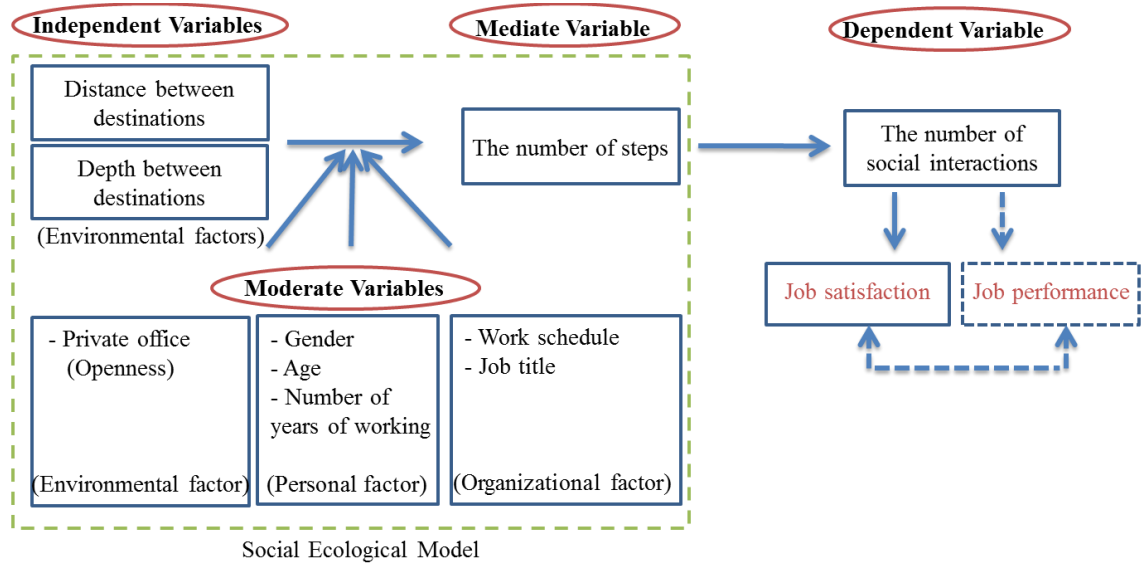 Independent Variables
Mediate Variable
Dependent Variable
Distance between
destinations
Depth between
destinations
(Environmental factors)
The number of steps
The number of
social interactions
Job satisfaction
Job performance
Moderate Variables
- Private office
(Openness)
(Environmental factor)
- Gender
- Age
- Number of
years of working
(Personal factor)
- Work schedule
- Job title
(Organizational factor)
Social Ecological Model